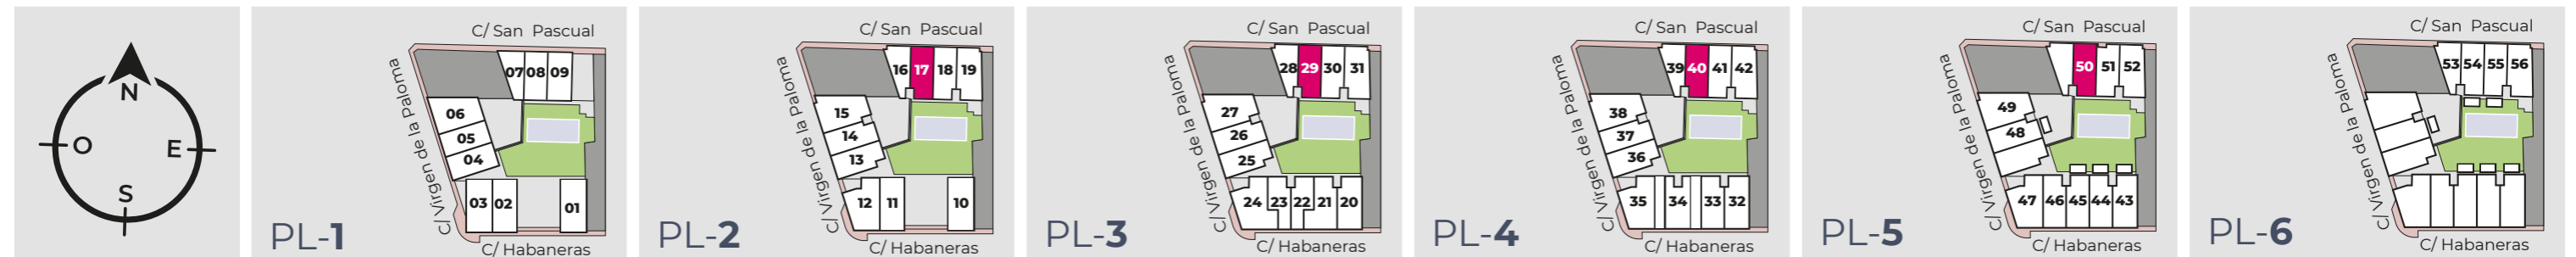 N
O
E
S
C/ San Pascual
07 08 09
06
05
04
03 02
01
C/ Virgen de la Paloma
C/ Habaneras
PL-1
C/ San Pascual
16 17 18 19
15
14
13
12 11
10
C/ Virgen de la Paloma
C/ Habaneras
PL-2
C/ San Pascual
28 29 30 31
27
26
25
24 23 22 21 20
C/ Virgen de la Paloma
C/ Habaneras
PL-3
C/ San Pascual
39 40 41 42
38
37
36
35 34 33 32
C/ Virgen de la Paloma
C/ Habaneras
PL-4
C/ San Pascual
50 51 52
49
48
47 46 45 44 43
C/ Virgen de la Paloma
C/ Habaneras
PL-5
C/ San Pascual
53 54 55 56
C/ Virgen de la Paloma
C/ Habaneras
PL-6